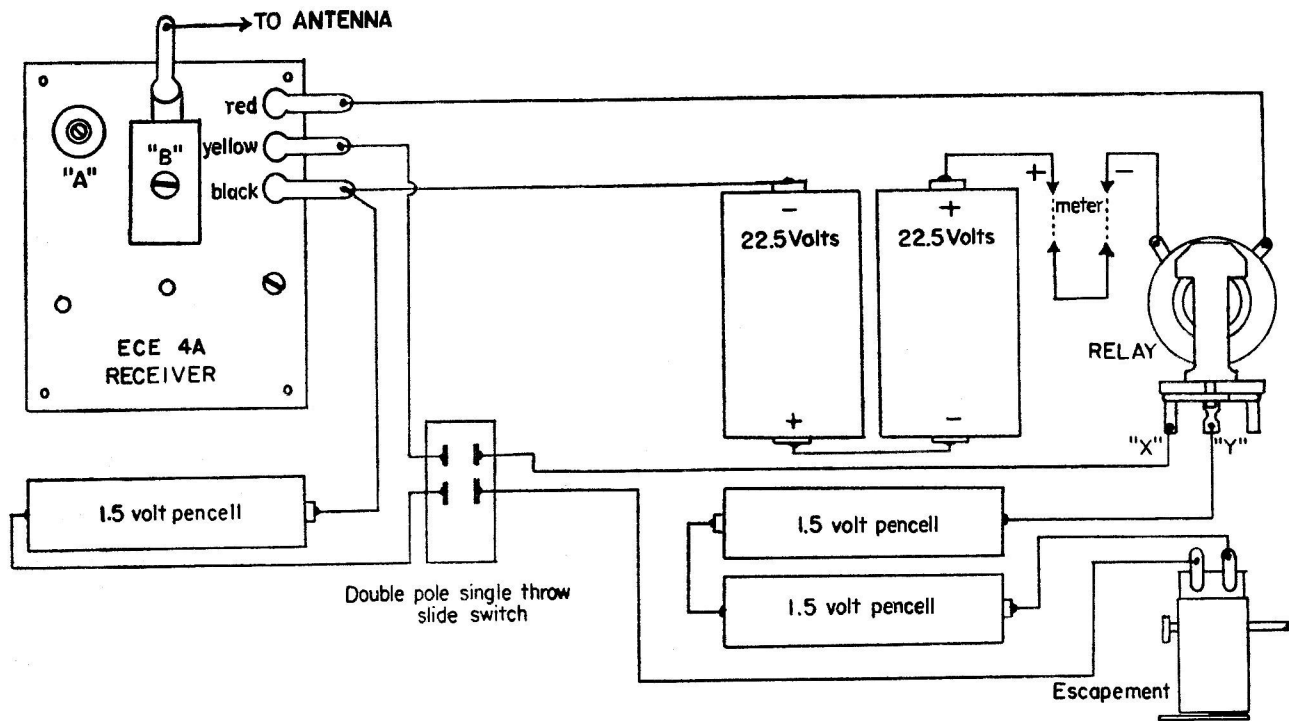 TO ANTENNA
red
yellow
black
"A"
"B"
ECE 4A
RECEIVER
-
22.5 Volts
+
+
22.5 Volts
-
+
-
meter
RELAY
"X"
"Y"
1.5 volt pencell
Double pole single throw
slide switch
1.5 volt pencell
1.5 volt pencell
Escapement